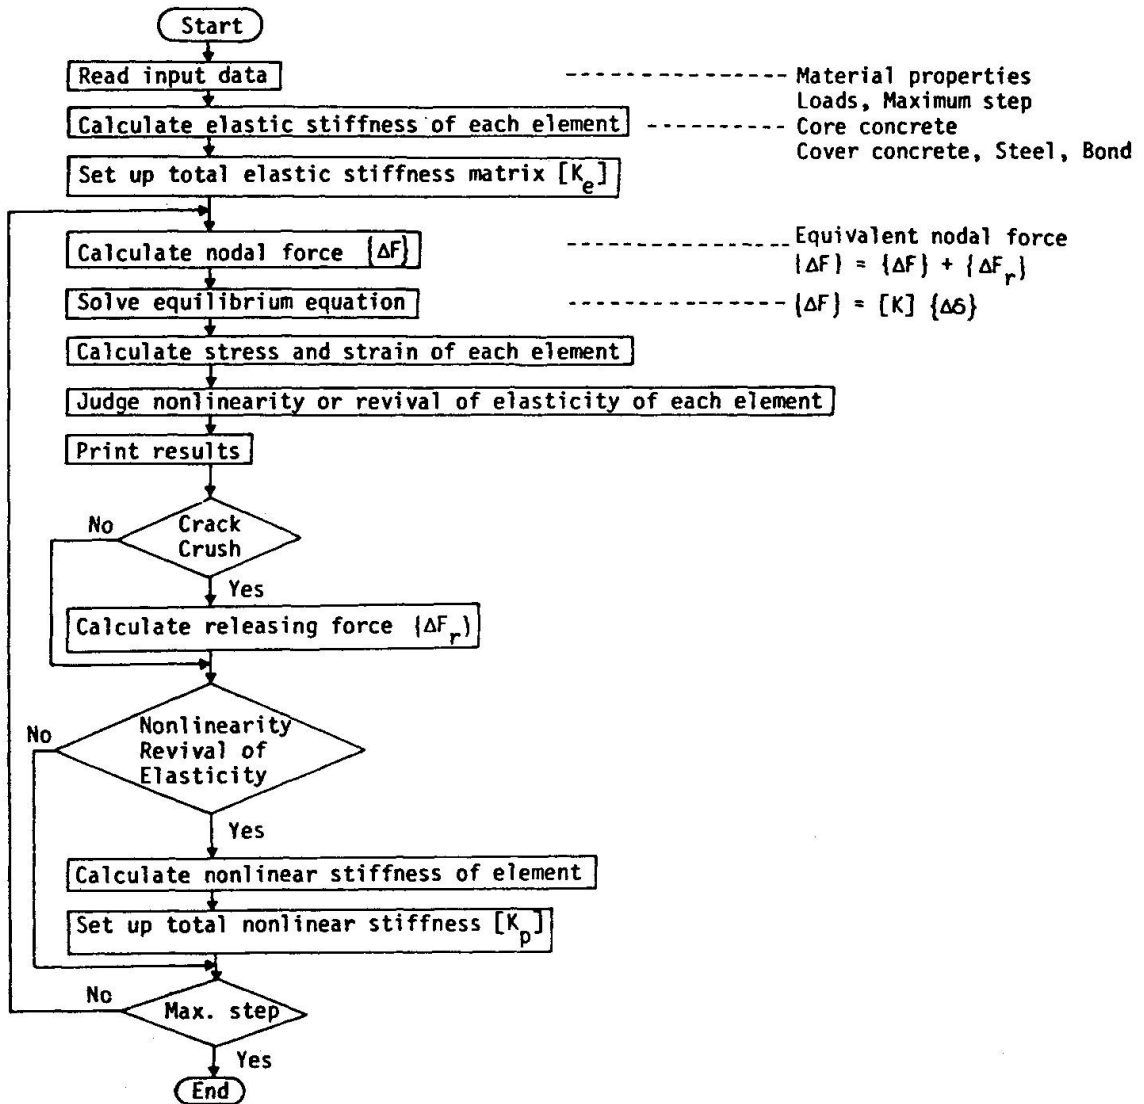 Start
Read input data
Material properties
Loads, Maximum step
Calculate elastic stiffness of each element
Core concrete
Cover concrete, Steel, Bond
Set up total elastic stiffness matrix [Ke]
Calculate nodal force {ΔF}
Equivalent nodal force
{ΔF} = {ΔF} + {ΔFr}
Solve equilibrium equation
{ΔF} = [K] {Δδ}
Calculate stress and strain of each element
Judge nonlinearity or revival of elasticity of each element
Print results
No
Crack
Crush
Yes
Calculate releasing force {ΔFr}
No
Nonlinearity
Revival of
Elasticity
Yes
Calculate nonlinear stiffness of element
Set up total nonlinear stiffness [Kp]
No
Max. step
Yes
End